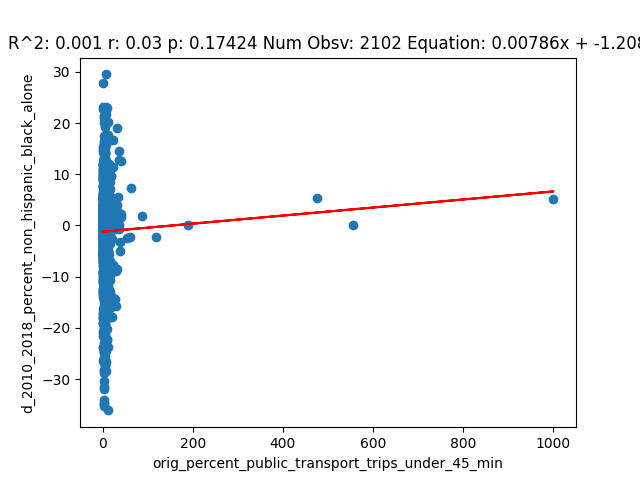 R^2: 0.001 r: 0.03 p: 0.17424 Num Obsv: 2102 Equation: 0.00786x + -1.208
30
20
10
0
−10
−20
−30
d_2010_2018_percent_non_hispanic_black_alone
0 200 400 600 800 1000
orig_percent_public_transport_trips_under_45_min